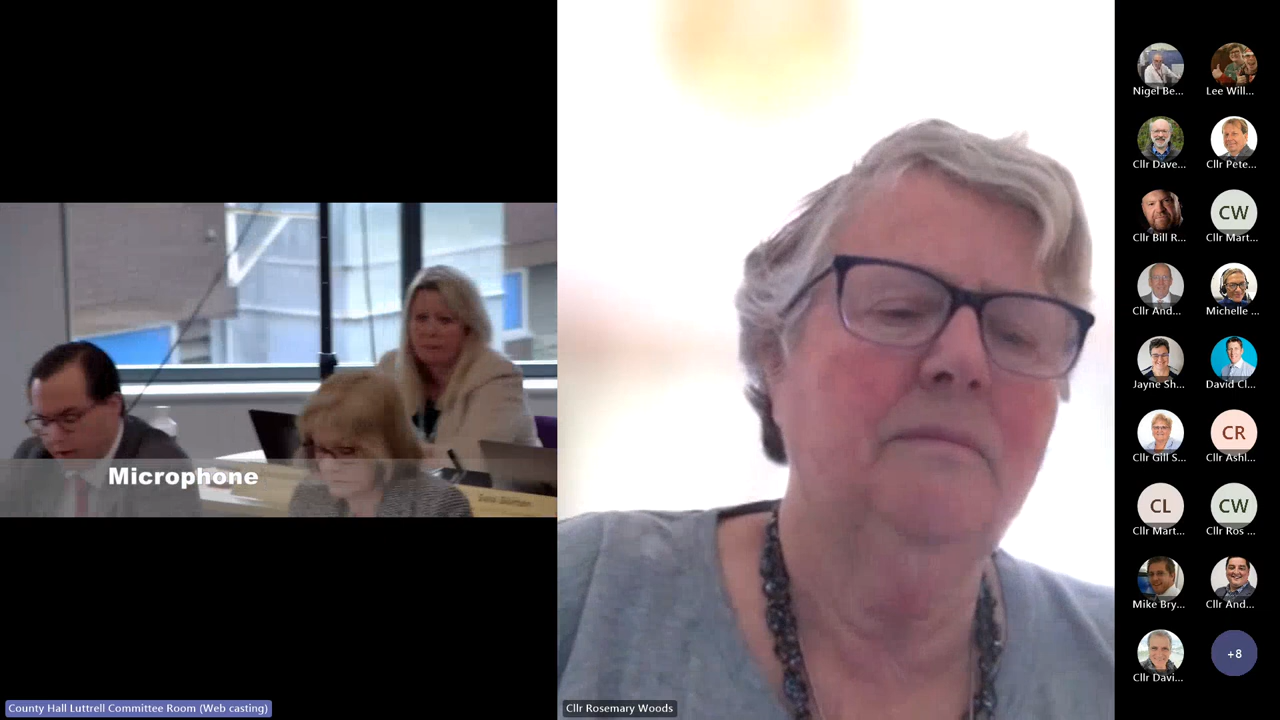 Microphone
County Hall Luttrell Committee Room (Web casting)
Cllr Rosemary Woods
Nigel Be...
Lee Will...
Cllr Dave...
Cllr Pete...
Cllr Bill R...
CW
Cllr Mart...
Cllr And...
Michelle ...
Jayne Sh...
David Cl...
Cllr Gill S...
CR
Cllr Ashl...
CL
Cllr Mart...
CW
Cllr Ros ...
Mike Bry...
Cllr And...
Cllr Davi...
+8